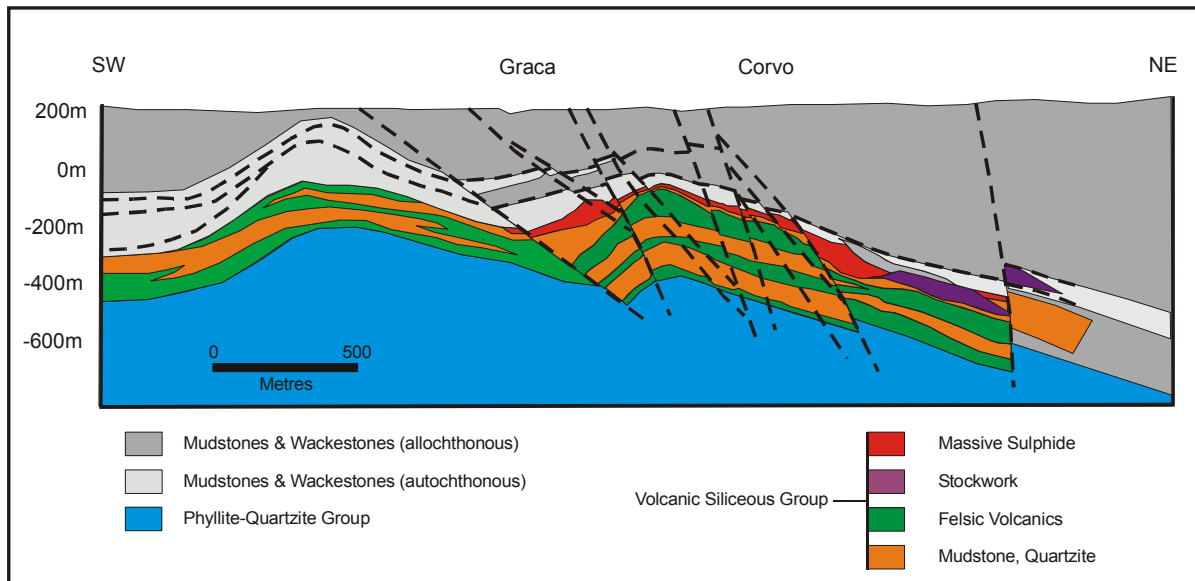 SW Graca Corvo NE
200m
0m
-200m
-400m
-600m
0 500
Metres
Mudstones & Wackestones (allochthonous)
Mudstones & Wackestones (autochthonous)
Phyllite-Quartzite Group
Volcanic Siliceous Group
Massive Sulphide
Stockwork
Felsic Volcanics
Mudstone, Quartzite